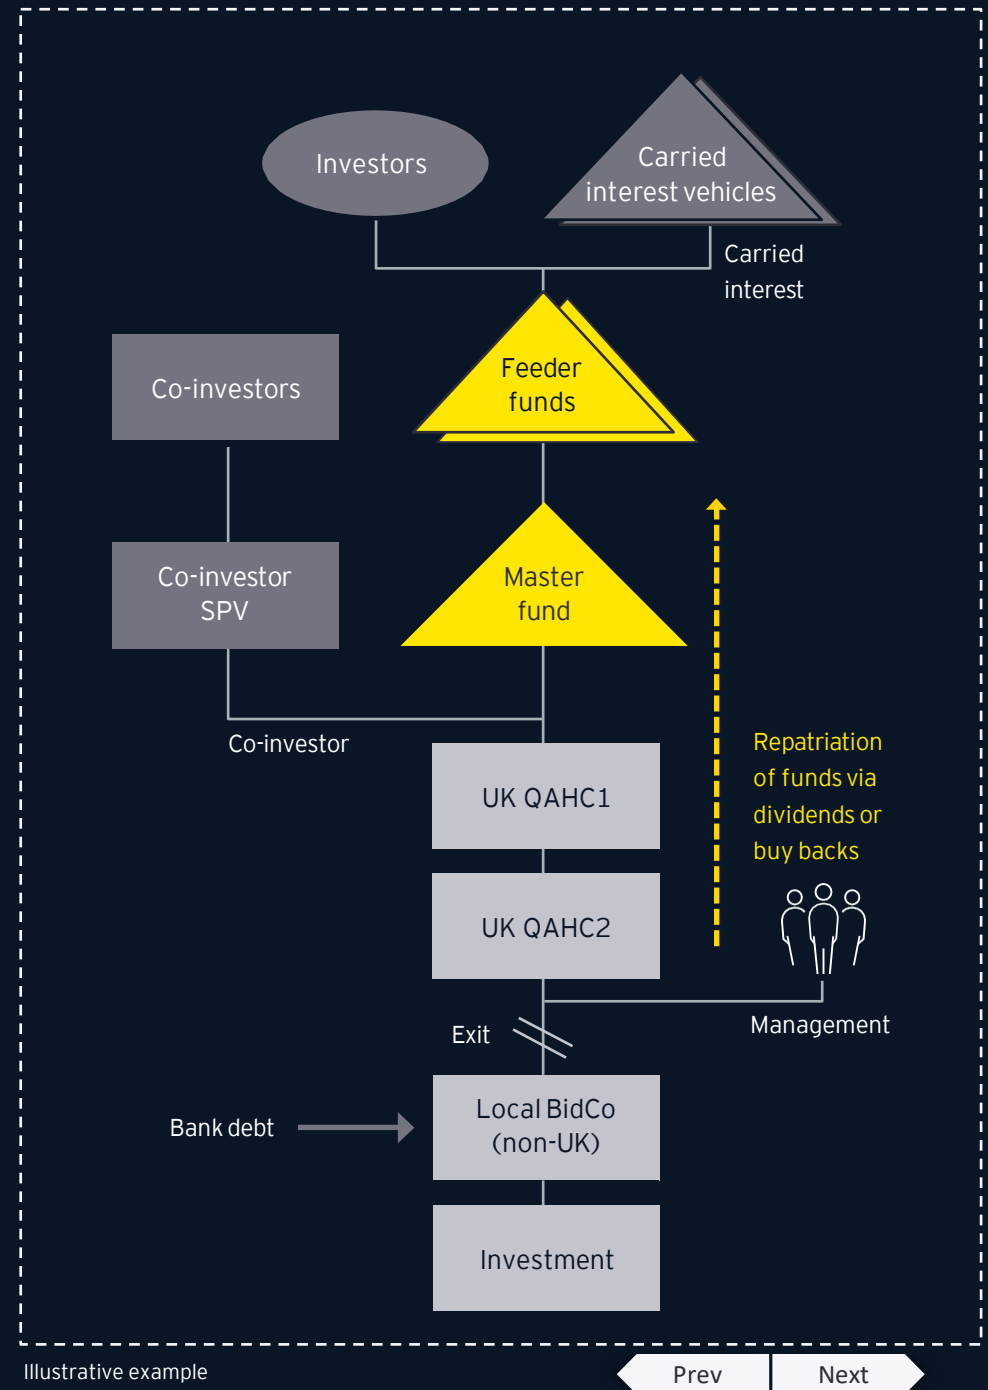 Investors
Carried
interest vehicles
Carried
interest
Feeder
funds
Co-investors
Co-investor
SPV
Master
fund
Co-investor
Repatriation
of funds via
dividends or
buy backs
UK QAHC1
UK QAHC2
Exit
Management
Bank debt
Local BidCo
(non-UK)
Investment
Illustrative example
Prev
Next